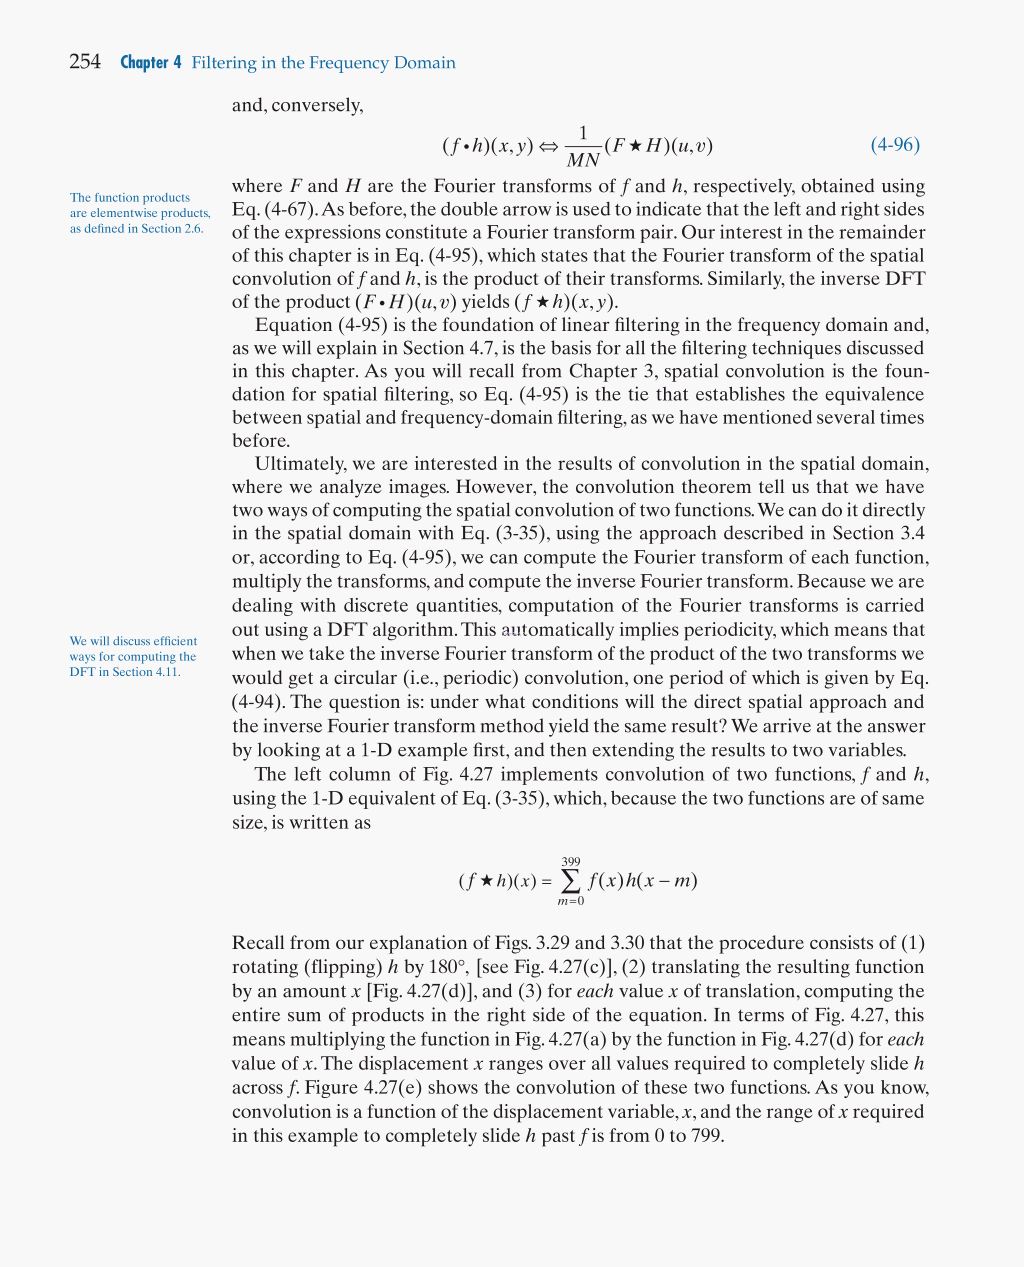 254 Chapter 4 Filtering in the Frequency Domain
and, conversely,
(f • h)(x, y) ⇔ 1/MN (F ★ H)(u, v) (4-96)
The function products
are elementwise products,
as defined in Section 2.6.
where F and H are the Fourier transforms of f and h, respectively, obtained using
Eq. (4-67). As before, the double arrow is used to indicate that the left and right sides
of the expressions constitute a Fourier transform pair. Our interest in the remainder
of this chapter is in Eq. (4-95), which states that the Fourier transform of the spatial
convolution of f and h, is the product of their transforms. Similarly, the inverse DFT
of the product (F • H)(u, v) yields (f ★ h)(x, y).
Equation (4-95) is the foundation of linear filtering in the frequency domain and,
as we will explain in Section 4.7, is the basis for all the filtering techniques discussed
in this chapter. As you will recall from Chapter 3, spatial convolution is the foun-
dation for spatial filtering, so Eq. (4-95) is the tie that establishes the equivalence
between spatial and frequency-domain filtering, as we have mentioned several times
before.
Ultimately, we are interested in the results of convolution in the spatial domain,
where we analyze images. However, the convolution theorem tell us that we have
two ways of computing the spatial convolution of two functions. We can do it directly
in the spatial domain with Eq. (3-35), using the approach described in Section 3.4
or, according to Eq. (4-95), we can compute the Fourier transform of each function,
multiply the transforms, and compute the inverse Fourier transform. Because we are
dealing with discrete quantities, computation of the Fourier transforms is carried
out using a DFT algorithm. This automatically implies periodicity, which means that
when we take the inverse Fourier transform of the product of the two transforms we
would get a circular (i.e., periodic) convolution, one period of which is given by Eq.
(4-94). The question is: under what conditions will the direct spatial approach and
the inverse Fourier transform method yield the same result? We arrive at the answer
by looking at a 1-D example first, and then extending the results to two variables.
We will discuss efficient
ways for computing the
DFT in Section 4.11.
The left column of Fig. 4.27 implements convolution of two functions, f and h,
using the 1-D equivalent of Eq. (3-35), which, because the two functions are of same
size, is written as
(f ★ h)(x) = ∑_{m=0}^{399} f(x)h(x − m)
Recall from our explanation of Figs. 3.29 and 3.30 that the procedure consists of (1)
rotating (flipping) h by 180°, [see Fig. 4.27(c)], (2) translating the resulting function
by an amount x [Fig. 4.27(d)], and (3) for each value x of translation, computing the
entire sum of products in the right side of the equation. In terms of Fig. 4.27, this
means multiplying the function in Fig. 4.27(a) by the function in Fig. 4.27(d) for each
value of x. The displacement x ranges over all values required to completely slide h
across f. Figure 4.27(e) shows the convolution of these two functions. As you know,
convolution is a function of the displacement variable, x, and the range of x required
in this example to completely slide h past f is from 0 to 799.